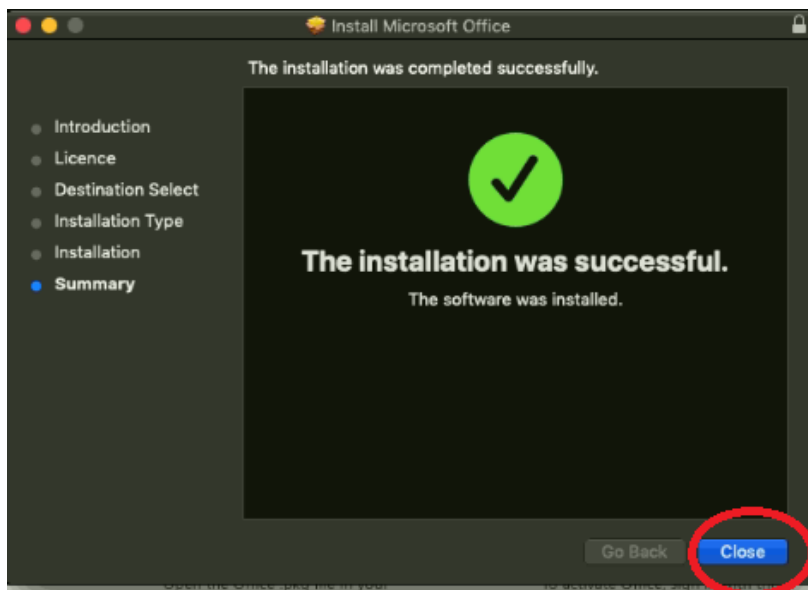 Install Microsoft Office
The installation was completed successfully.
Introduction
Licence
Destination Select
Installation Type
Installation
Summary
The installation was successful.
The software was installed.
Go Back
Close